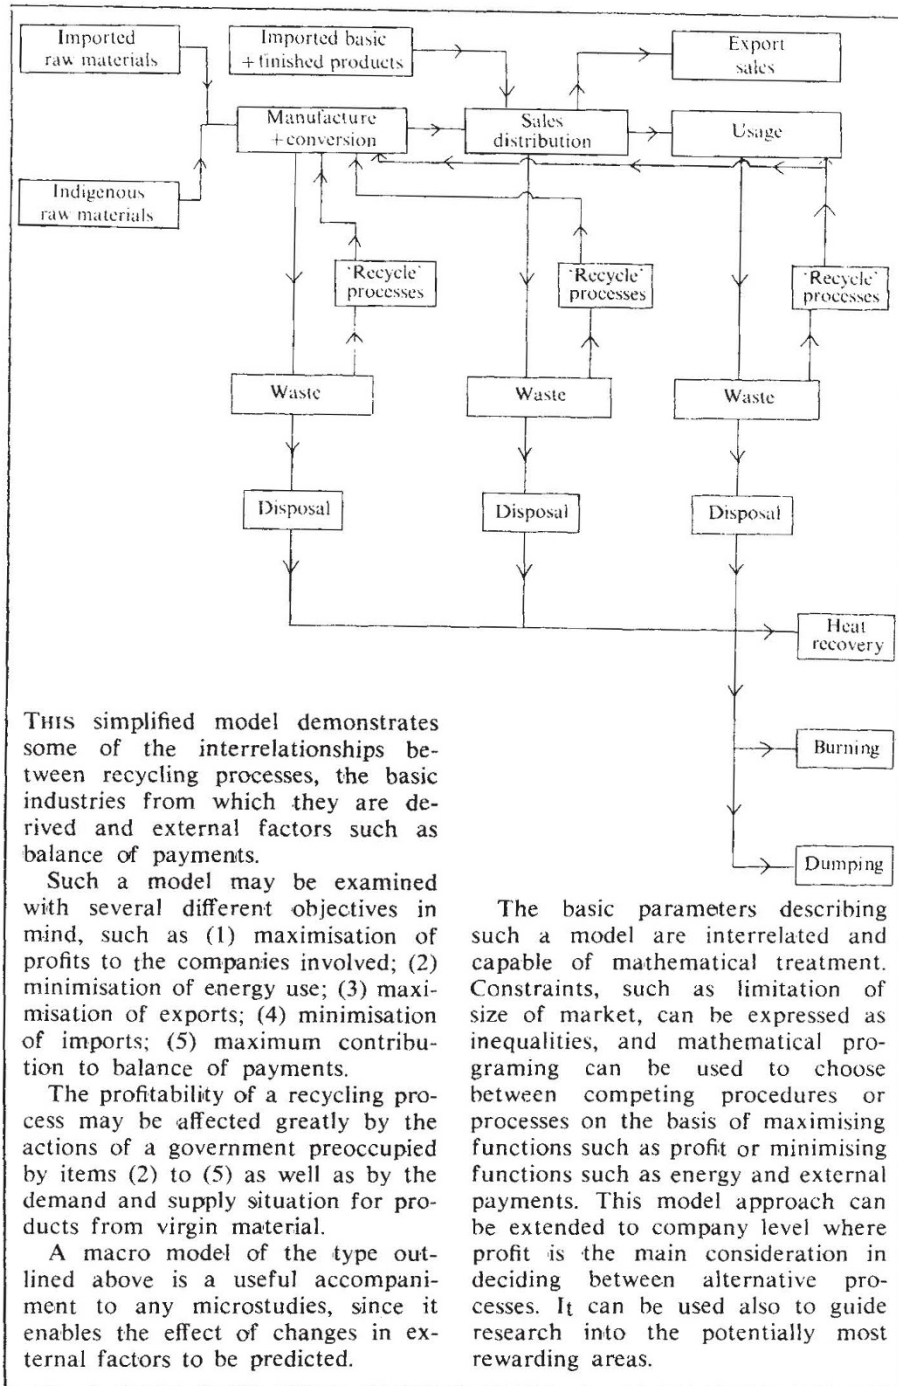 Imported
raw materials
Imported basic
+finished products
Export
sales
Manufacture
+conversion
Sales
distribution
Usage
Indigenous
raw materials
'Recycle'
processes
'Recycle'
processes
'Recycle'
processes
Waste
Waste
Waste
Disposal
Disposal
Disposal
Heat
recovery
Burning
Dumping
THIS simplified model demonstrates
some of the interrelationships be-
tween recycling processes, the basic
industries from which they are de-
rived and external factors such as
balance of payments.
Such a model may be examined
with several different objectives in
mind, such as (1) maximisation of
profits to the companies involved; (2)
minimisation of energy use; (3) maxi-
misation of exports; (4) minimisation
of imports; (5) maximum contribu-
tion to balance of payments.
The profitability of a recycling pro-
cess may be affected greatly by the
actions of a government preoccupied
by items (2) to (5) as well as by the
demand and supply situation for pro-
ducts from virgin material.
A macro model of the type out-
lined above is a useful accompani-
ment to any microstudies, since it
enables the effect of changes in ex-
ternal factors to be predicted.
The basic parameters describing
such a model are interrelated and
capable of mathematical treatment.
Constraints, such as limitation of
size of market, can be expressed as
inequalities, and mathematical pro-
graming can be used to choose
between competing procedures or
processes on the basis of maximising
functions such as profit or minimising
functions such as energy and external
payments. This model approach can
be extended to company level where
profit is the main consideration in
deciding between alternative pro-
cesses. It can be used also to guide
research into the potentially most
rewarding areas.